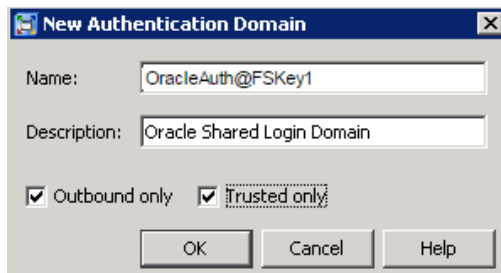 New Authentication Domain
Name: OracleAuth@FSKey1
Description: Oracle Shared Login Domain
Outbound only Trusted only
OK Cancel Help